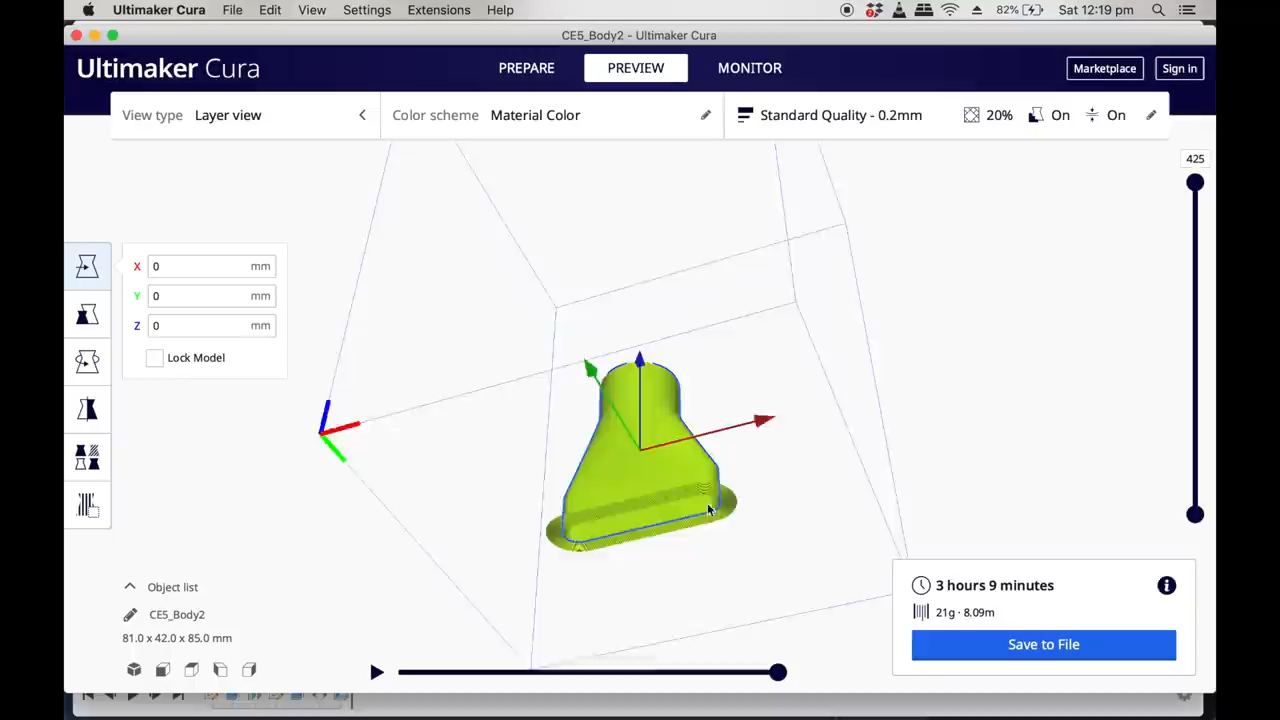 Ultimaker Cura File Edit View Settings Extensions Help 82% Sat 12:19 pm
CE5_Body2 - Ultimaker Cura
Ultimaker Cura PREPARE PREVIEW MONITOR Marketplace Sign in
View type Layer view Color scheme Material Color Standard Quality - 0.2mm 20% On On
425
X 0 mm
Y 0 mm
Z 0 mm
Lock Model
Object list
CE5_Body2
81.0 x 42.0 x 85.0 mm
3 hours 9 minutes
21g · 8.09m
Save to File